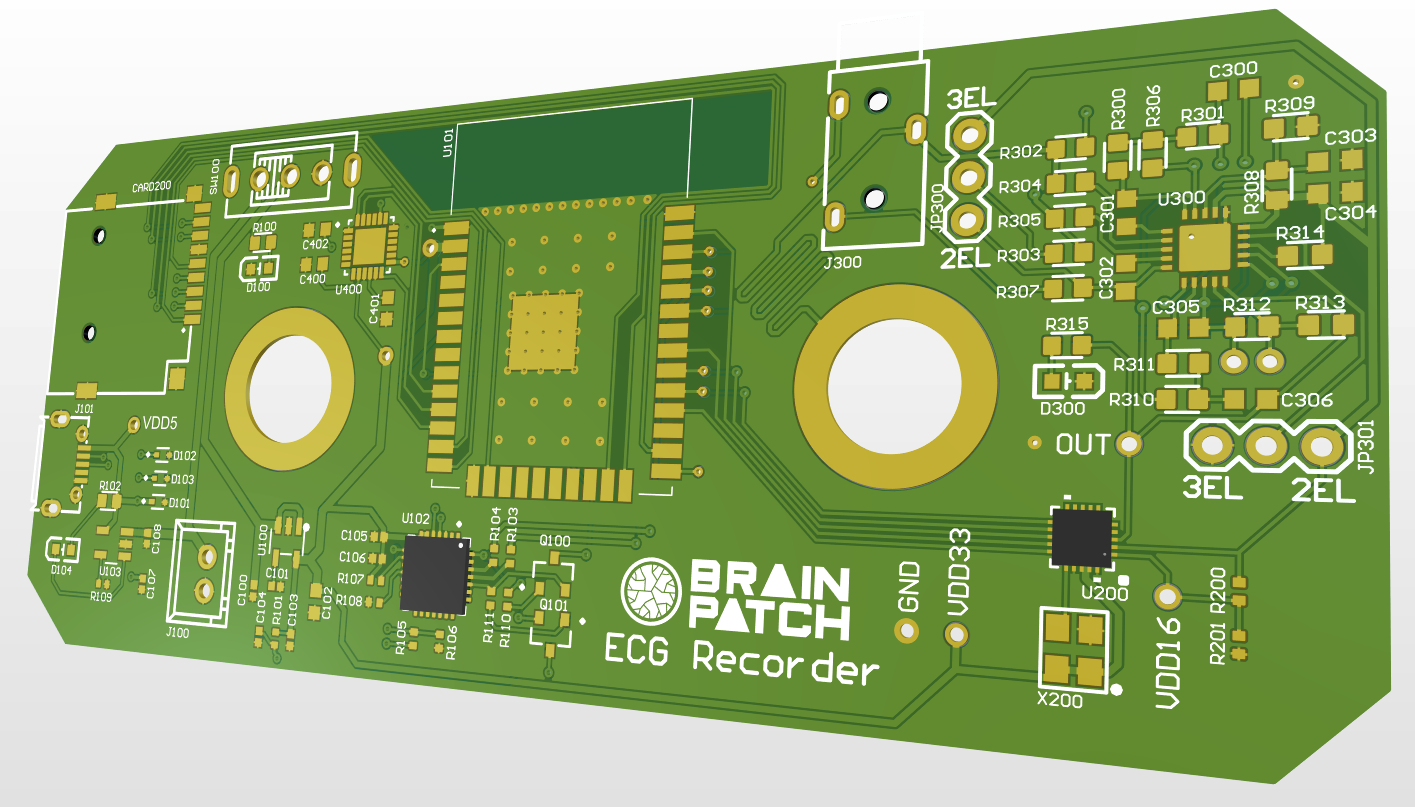 C300
R309
C303
R300
R306
R301
3EL
R302
R304
R305
R303
R307
JP300
2EL
C301
C302
U300
R308
C304
R314
J300
U101
CARD200
SW100
R100
D100
C402
C400
U400
C401
C305
R312
R313
R315
R311
R310
D300
C306
OUT
3EL
2EL
JP301
J101
VDD5
D102
D103
D101
R102
C108
D104
U103
R109
C107
J100
U100
C101
C100
C104
R101
C103
C102
C105
C106
R107
R108
U102
R105
R106
R104
R103
Q100
Q101
R111
R110
BRAIN
PATCH
ECG Recorder
GND
VDD33
U200
X200
VDD16
R200
R201